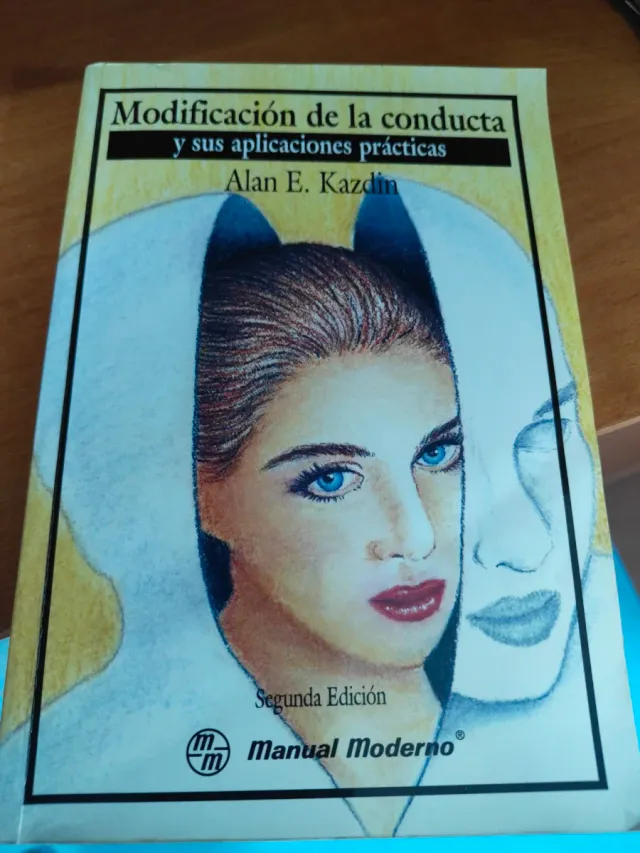 Modificación de la conducta
y sus aplicaciones prácticas
Alan E. Kazdin
Segunda Edición
mm Manual Moderno®